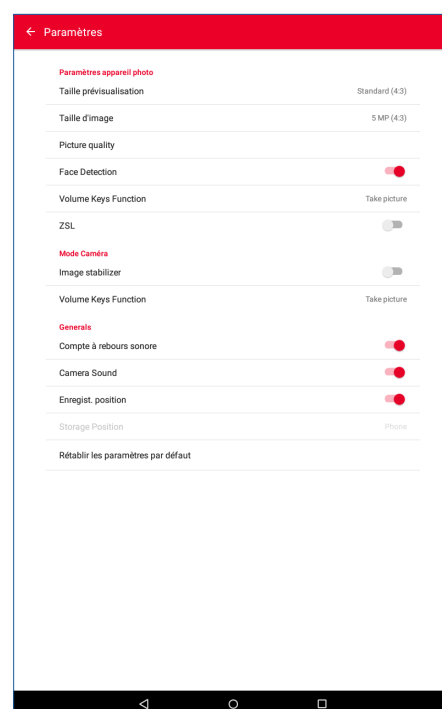 Paramètres
Paramètres appareil photo
Taille prévisualisation Standard (4:3)
Taille d'image 5 MP (4:3)
Picture quality
Face Detection
Volume Keys Function Take picture
ZSL
Mode Caméra
Image stabilizer
Volume Keys Function Take picture
Generals
Compte à rebours sonore
Camera Sound
Enregist. position
Storage Position Phone
Rétablir les paramètres par défaut